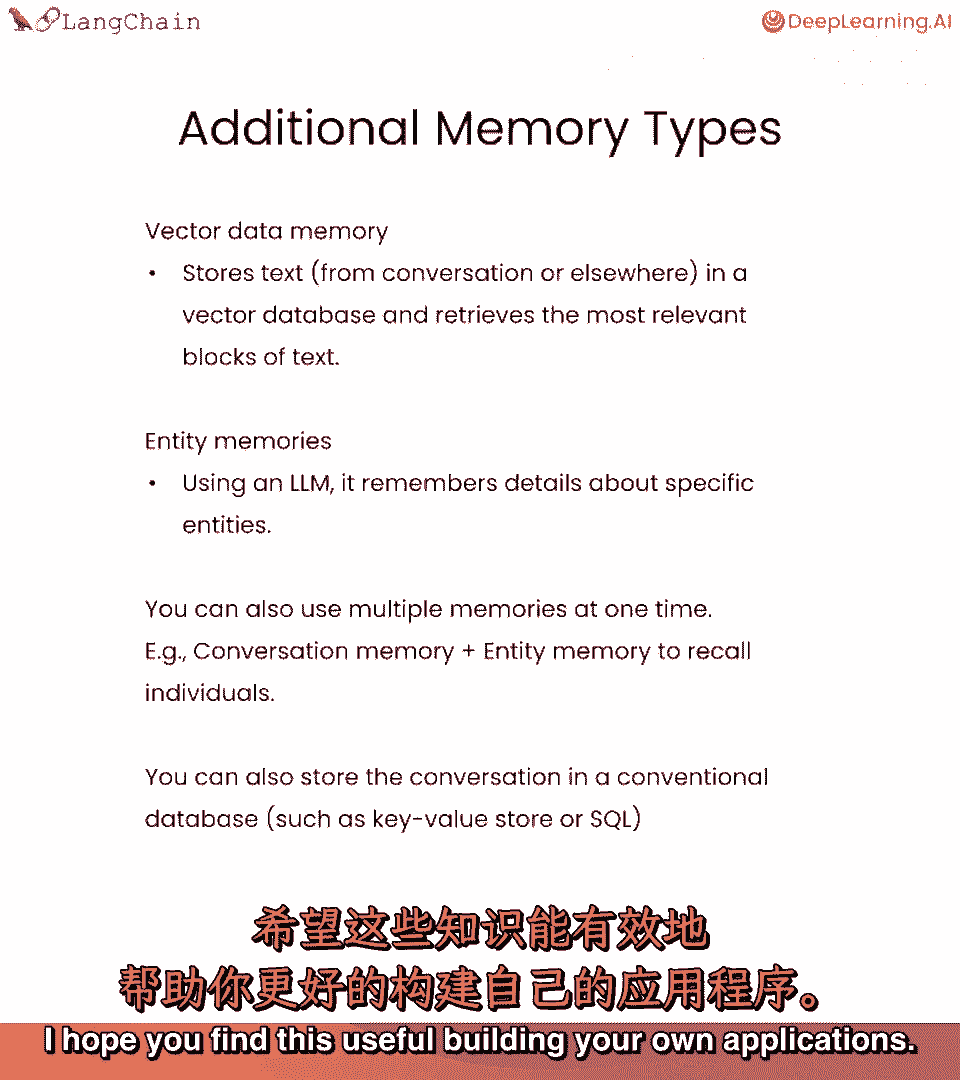 LangChain
DeepLearning.AI
Additional Memory Types
Vector data memory
• Stores text (from conversation or elsewhere) in a
vector database and retrieves the most relevant
blocks of text.
Entity memories
• Using an LLM, it remembers details about specific
entities.
You can also use multiple memories at one time.
E.g., Conversation memory + Entity memory to recall
individuals.
You can also store the conversation in a conventional
database (such as key-value store or SQL)
希望这些知识能有效地
帮助你更好的构建自己的应用程序。
I hope you find this useful building your own applications.